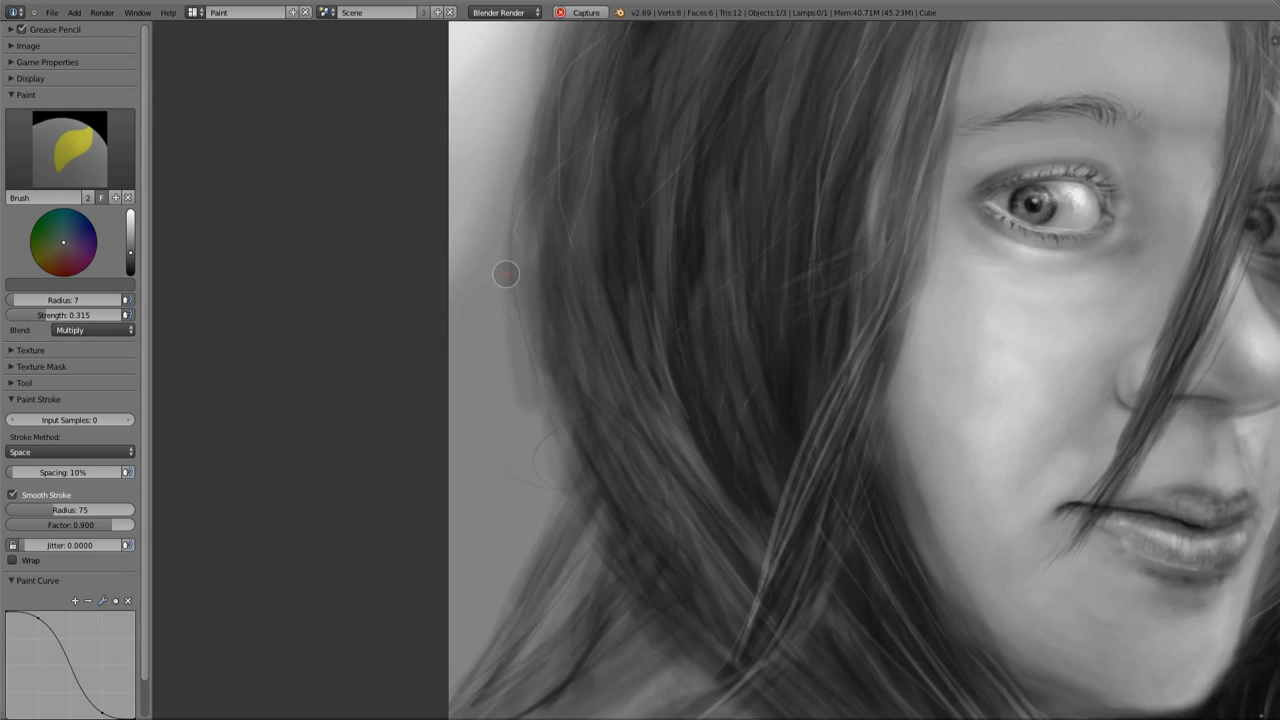 File Add Render Window Help Paint Scene 3 Blender Render Capture v2.69 | Verts:8 | Faces:6 | Tris:12 | Objects:1/3 | Lamps:0/1 | Mem:40.71M (45.23M) | Cube
Grease Pencil
Image
Game Properties
Display
Paint
Brush 2 F
Radius: 7
Strength: 0.315
Blend: Multiply
Texture
Texture Mask
Tool
Paint Stroke
Input Samples: 0
Stroke Method:
Space
Spacing: 10%
Smooth Stroke
Radius: 75
Factor: 0.900
Jitter: 0.0000
Wrap
Paint Curve